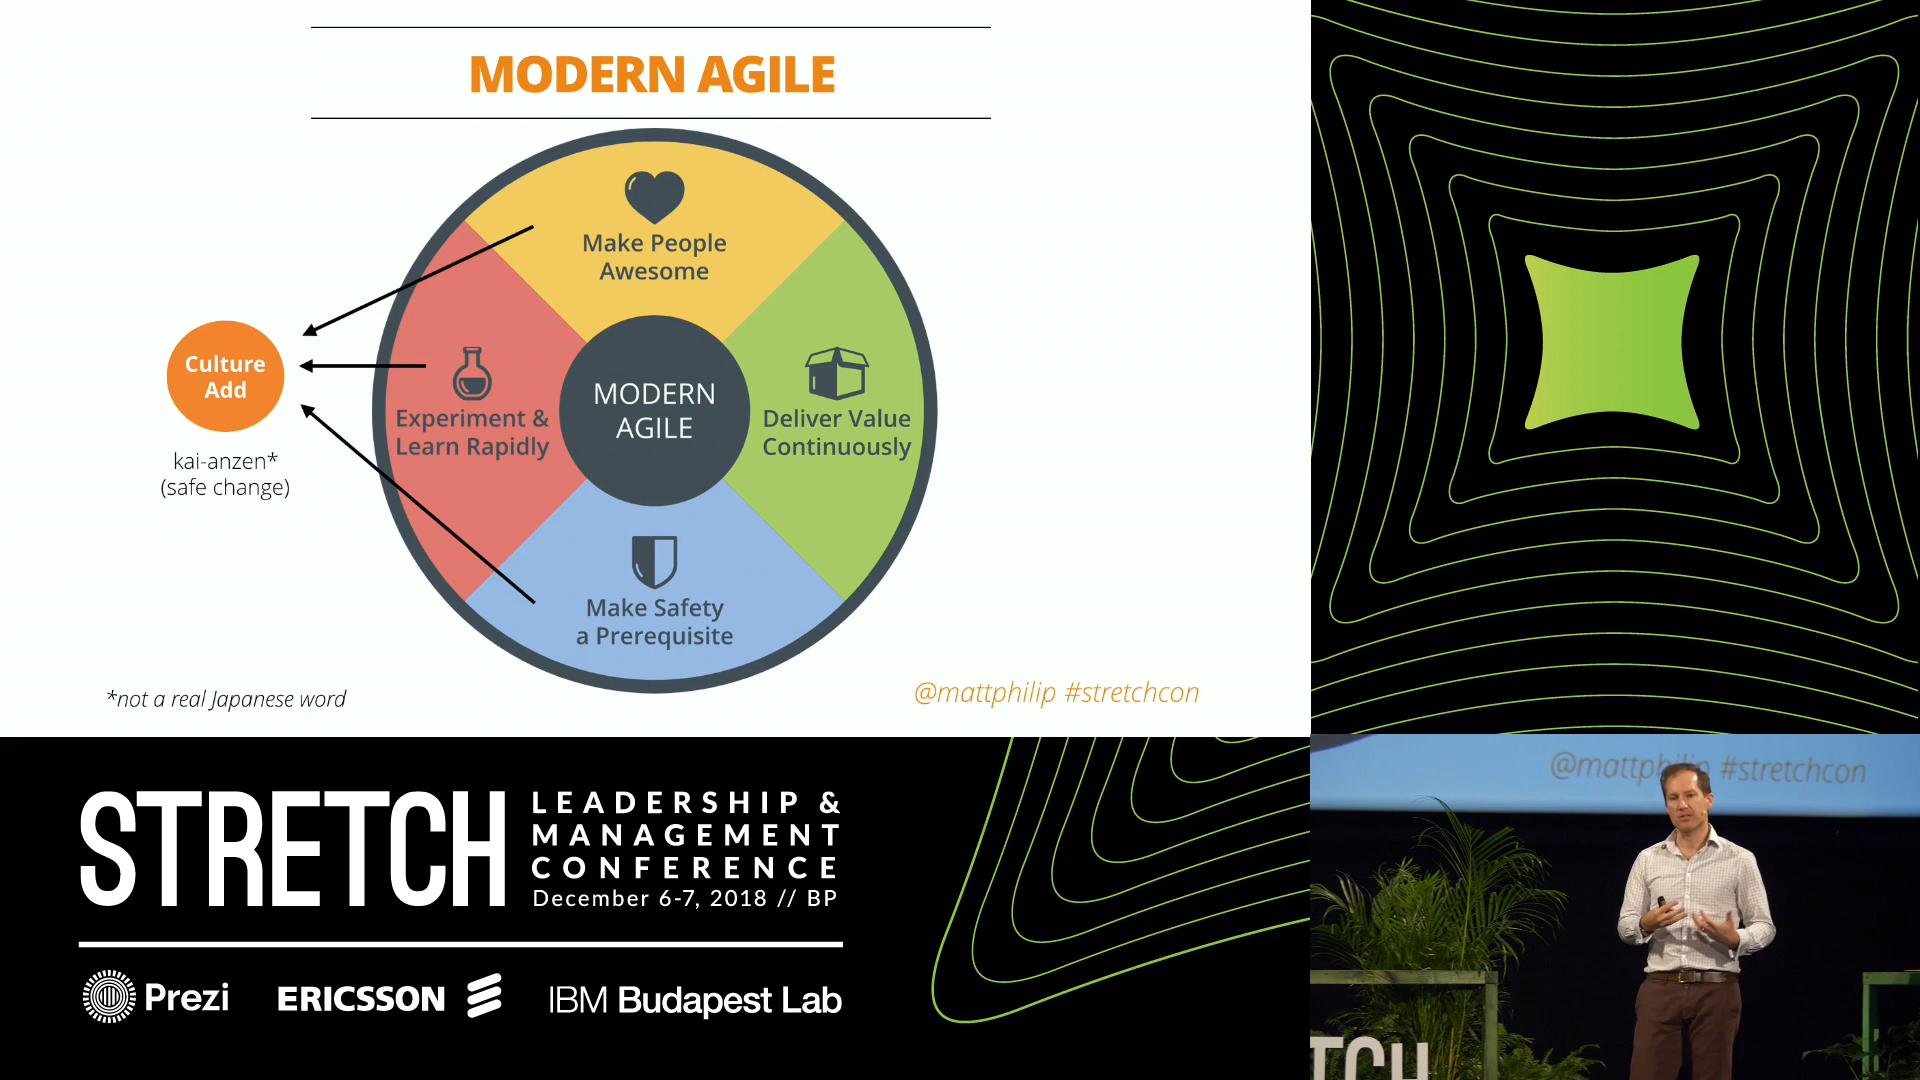 MODERN AGILE
Make People
Awesome
Culture
Add
kai-anzen*
(safe change)
Experiment &
Learn Rapidly
MODERN
AGILE
Deliver Value
Continuously
Make Safety
a Prerequisite
*not a real Japanese word
@mattphilip #stretchcon
STRETCH
LEADERSHIP &
MANAGEMENT
CONFERENCE
December 6-7, 2018 // BP
Prezi
ERICSSON
IBM Budapest Lab
@mattphilip #stretchcon
TCH